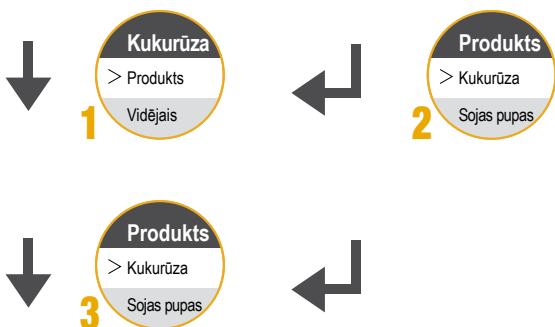 Kukurūza
> Produkts
Vidējais
1
Produkts
> Kukurūza
Sojas pupas
2
Produkts
> Kukurūza
Sojas pupas
3